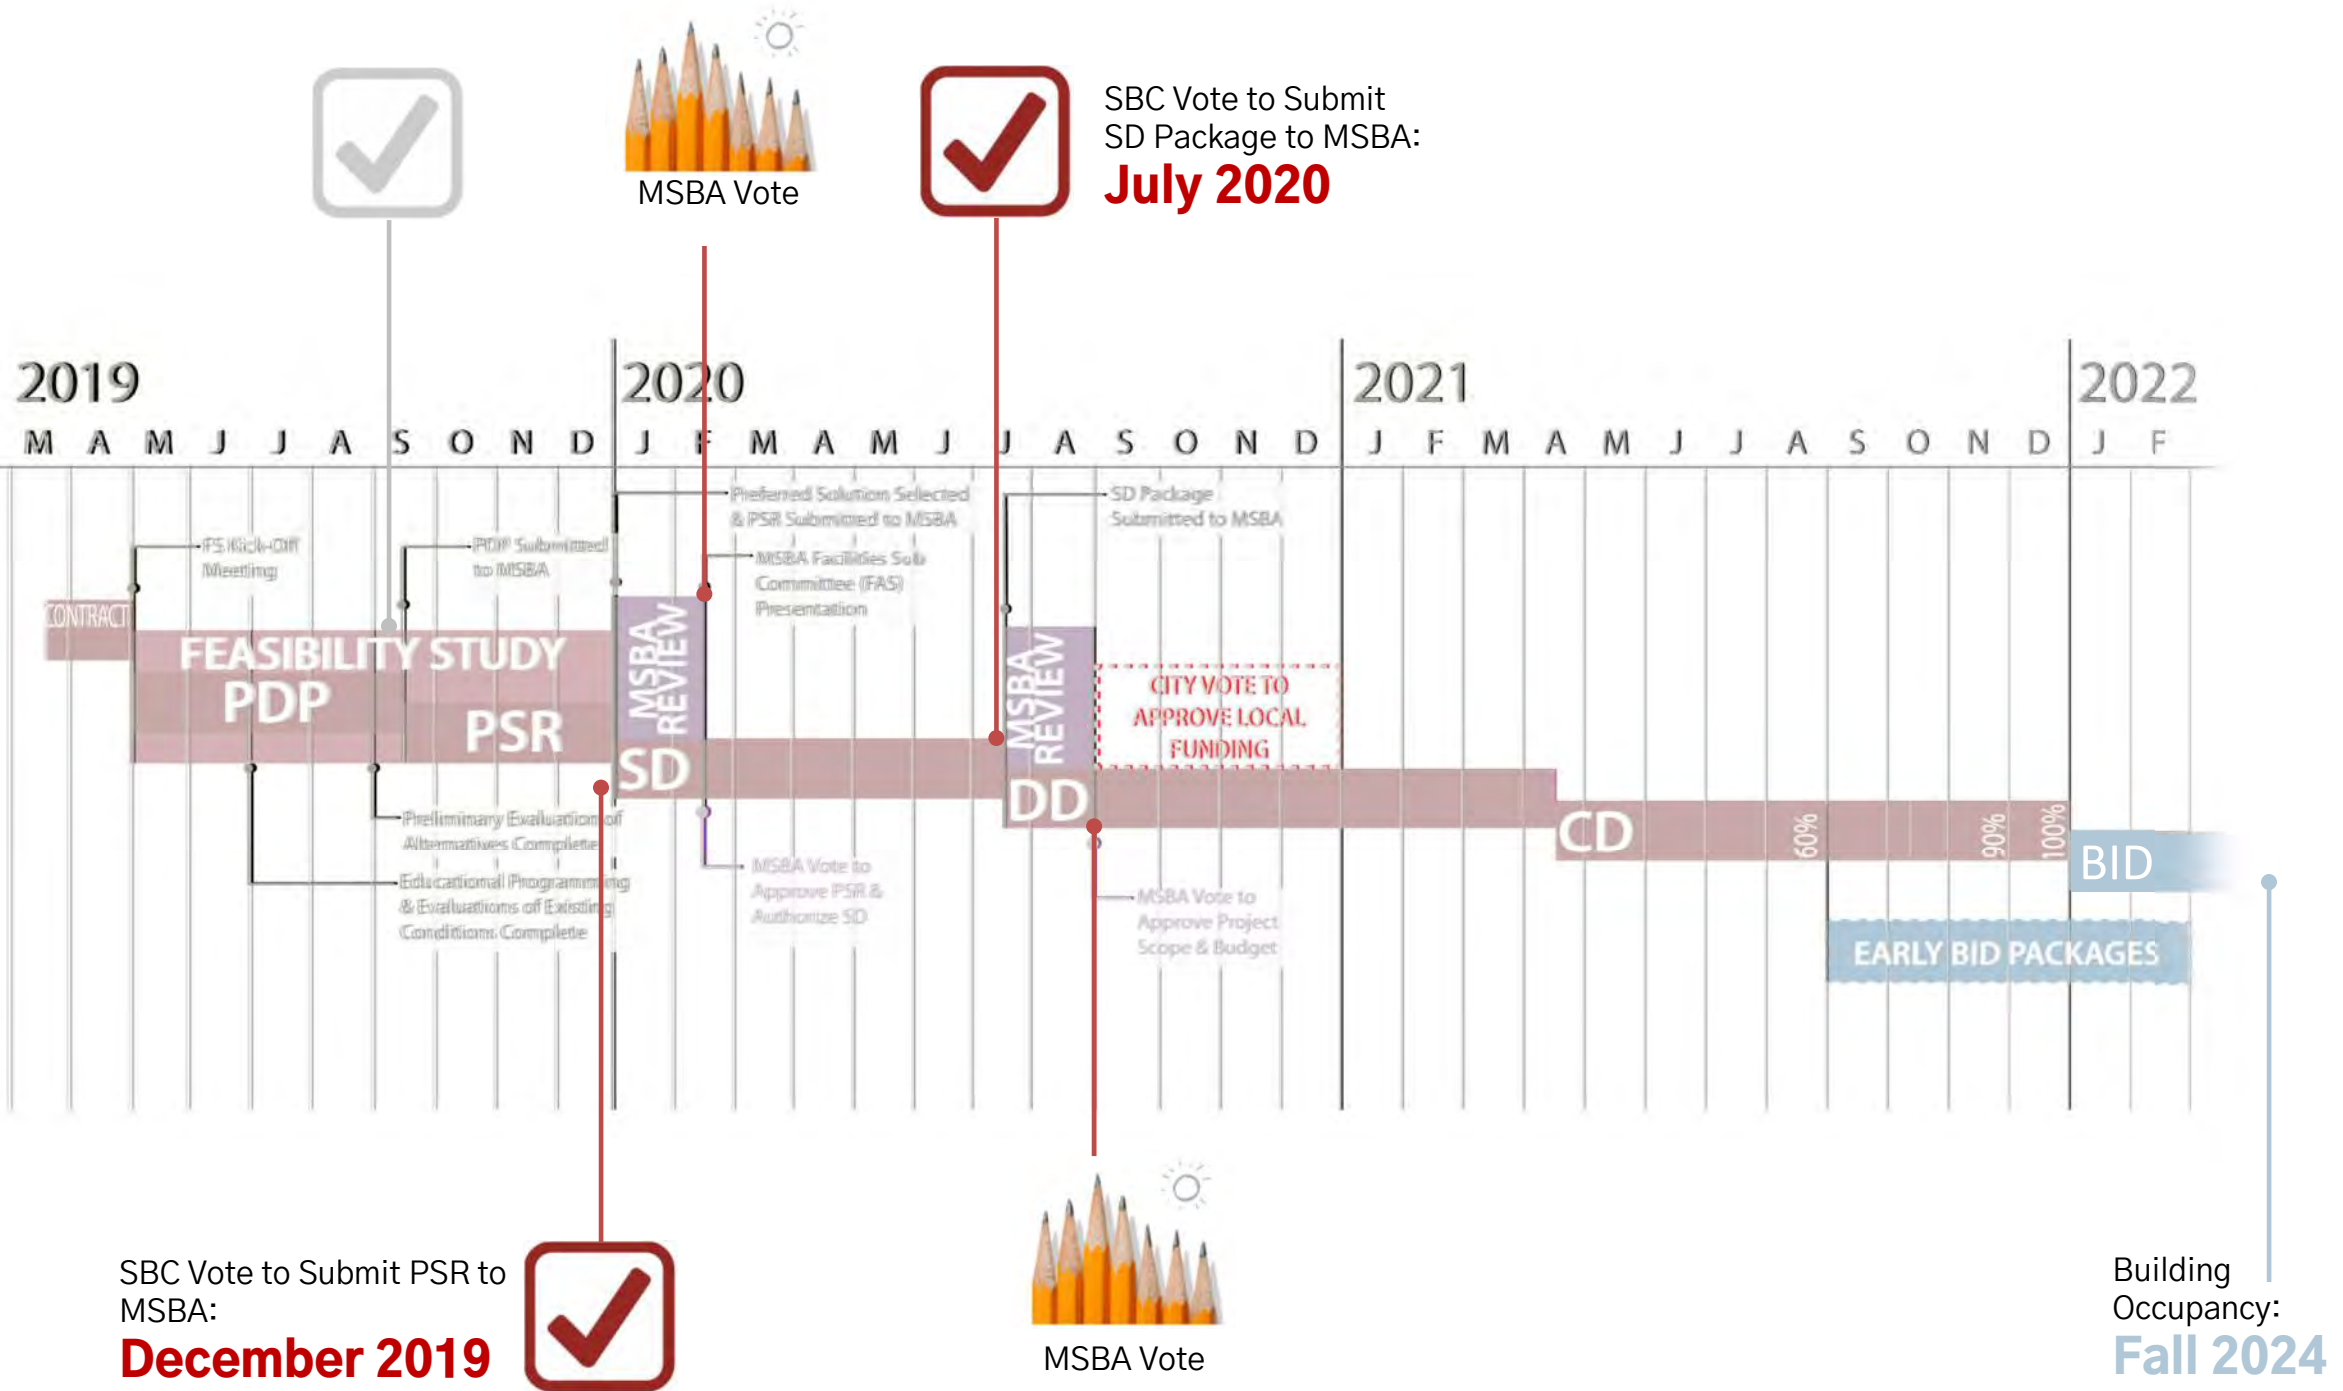 MSBA Vote
SBC Vote to Submit
SD Package to MSBA:
July 2020
2019
2020
2021
2022
M A M J J A S O N D J F M A M J J A S O N D J F M A M J J A S O N D J F
Preferred Solution Selected
& PSR Submitted to MSBA
SD Package
Submitted to MSBA
FS Kick-Off
Meeting
PDP Submitted
to MSBA
MSBA Facilities Sub
Committee (FAS)
Presentation
CONTRACT
FEASIBILITY STUDY
PDP
PSR
MSBA
REVIEW
SD
MSBA
REVIEW
CITY VOTE TO
APPROVE LOCAL
FUNDING
DD
CD
60%
90%
100%
BID
Preliminary Evaluation of
Alternatives Complete
Educational Programming
& Evaluations of Existing
Conditions Complete
MSBA Vote to
Approve PSR &
Authorize SD
MSBA Vote to
Approve Project
Scope & Budget
EARLY BID PACKAGES
SBC Vote to Submit PSR to
MSBA:
December 2019
MSBA Vote
Building
Occupancy:
Fall 2024